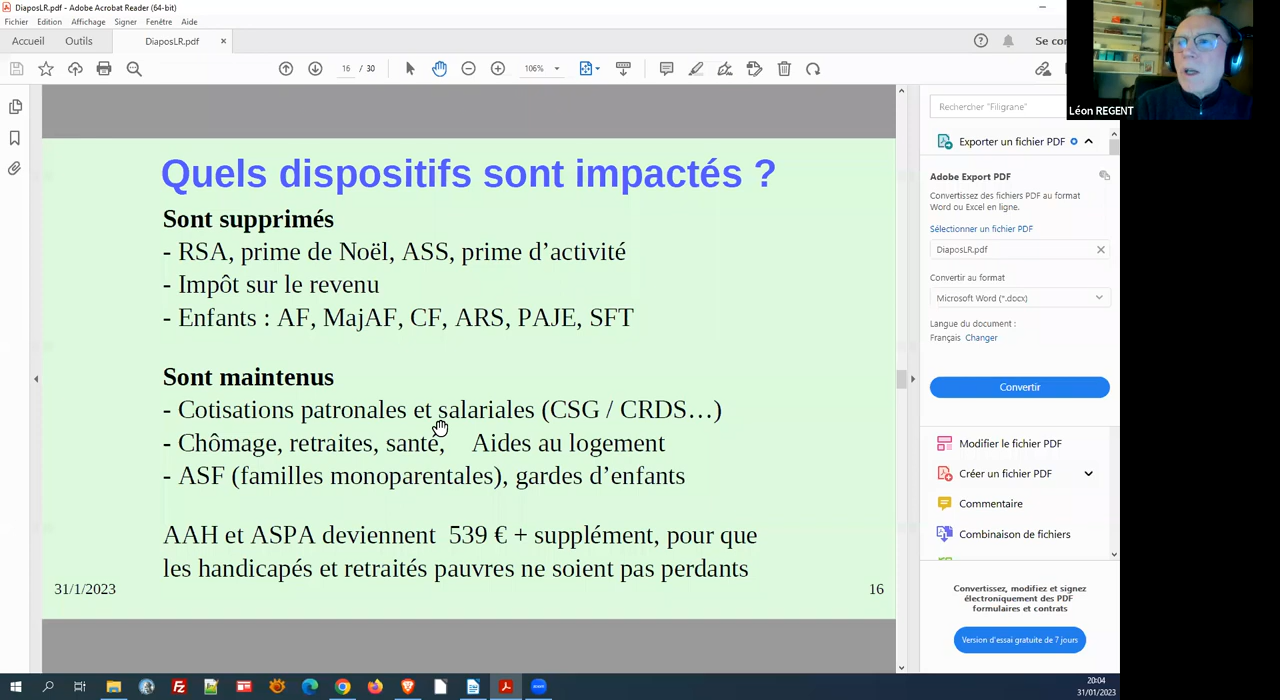 DiaposLR.pdf - Adobe Acrobat Reader (64-bit)
Fichier Edition Affichage Signer Fenêtre Aide
Accueil Outils DiaposLR.pdf × Se co
16 / 30 106%
Léon REGENT
Rechercher "Filigrane"
Exporter un fichier PDF
Adobe Export PDF
Convertissez des fichiers PDF au format
Word ou Excel en ligne.
Sélectionner un fichier PDF
DiaposLR.pdf
Convertir au format
Microsoft Word (*.docx)
Langue du document :
Français Changer
Convertir
Modifier le fichier PDF
Créer un fichier PDF
Commentaire
Combinaison de fichiers
Convertissez, modifiez et signez
électroniquement des PDF
formulaires et contrats
Version d'essai gratuite de 7 jours
Quels dispositifs sont impactés ?
Sont supprimés
- RSA, prime de Noël, ASS, prime d’activité
- Impôt sur le revenu
- Enfants : AF, MajAF, CF, ARS, PAJE, SFT
Sont maintenus
- Cotisations patronales et salariales (CSG / CRDS…)
- Chômage, retraites, santé, Aides au logement
- ASF (familles monoparentales), gardes d’enfants
AAH et ASPA deviennent 539 € + supplément, pour que
les handicapés et retraités pauvres ne soient pas perdants
31/1/2023 16
20:04
31/01/2023